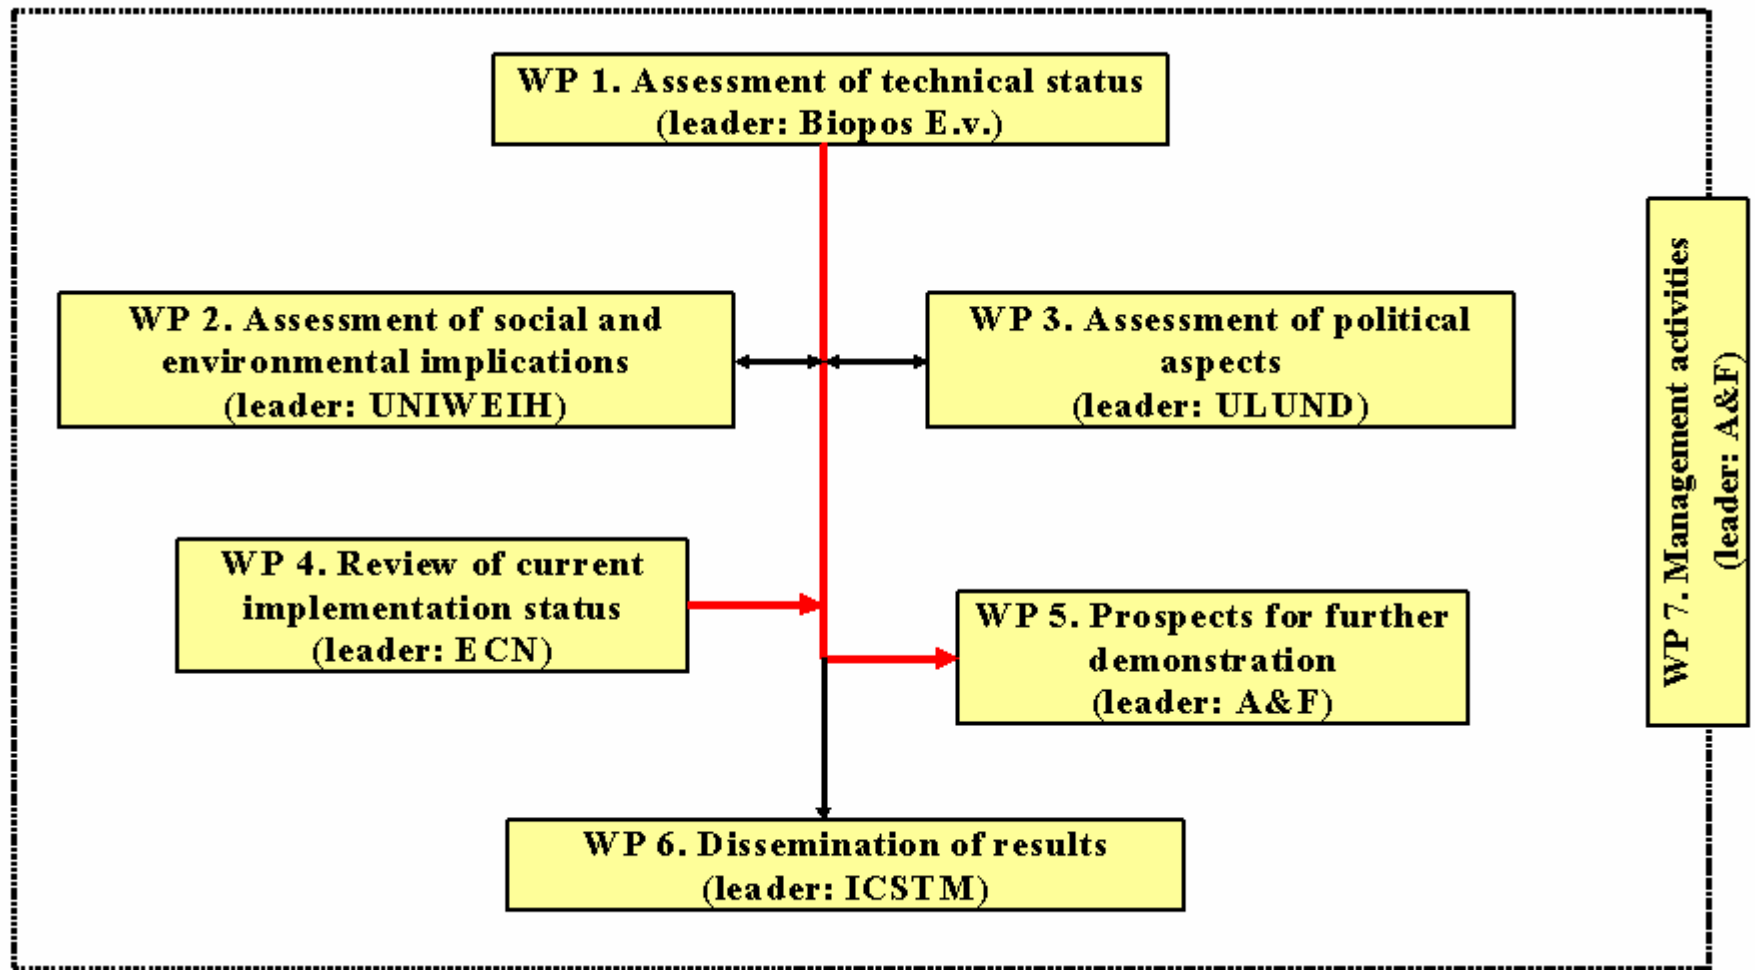 WP 1. Assessment of technical status
(leader: Biopos E.v.)
WP 2. Assessment of social and
environmental implications
(leader: UNIWEIH)
WP 3. Assessment of political
aspects
(leader: ULUND)
WP 4. Review of current
implementation status
(leader: ECN)
WP 5. Prospects for further
demonstration
(leader: A&F)
WP 6. Dissemination of results
(leader: ICSTM)
WP 7. Management activities
(leader: A&F)